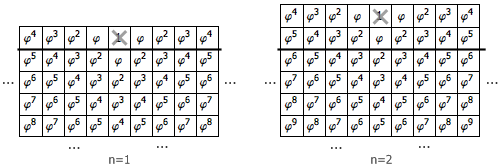 φ⁴ φ³ φ² φ 1 φ φ² φ³ φ⁴
φ⁵ φ⁴ φ³ φ² φ φ² φ³ φ⁴ φ⁵
... φ⁶ φ⁵ φ⁴ φ³ φ² φ³ φ⁴ φ⁵ φ⁶ ...
φ⁷ φ⁶ φ⁵ φ⁴ φ³ φ⁴ φ⁵ φ⁶ φ⁷
φ⁸ φ⁷ φ⁶ φ⁵ φ⁴ φ⁵ φ⁶ φ⁷ φ⁸
... ...
n=1
φ⁴ φ³ φ² φ 1 φ φ² φ³ φ⁴
φ⁵ φ⁴ φ³ φ² φ φ² φ³ φ⁴ φ⁵
φ⁶ φ⁵ φ⁴ φ³ φ² φ³ φ⁴ φ⁵ φ⁶
... φ⁷ φ⁶ φ⁵ φ⁴ φ³ φ⁴ φ⁵ φ⁶ φ⁷ ...
φ⁸ φ⁷ φ⁶ φ⁵ φ⁴ φ⁵ φ⁶ φ⁷ φ⁸
φ⁹ φ⁸ φ⁷ φ⁶ φ⁵ φ⁶ φ⁷ φ⁸ φ⁹
... ...
n=2